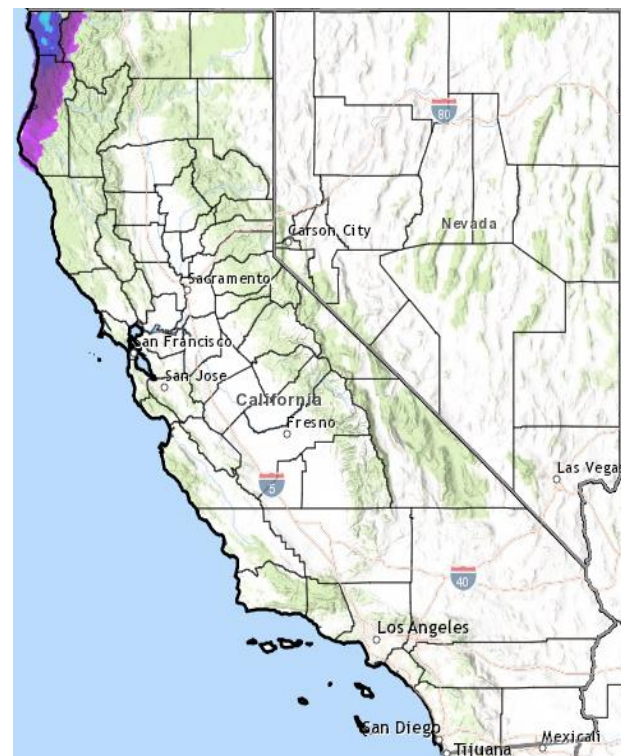 80
Nevada
Carson City
Sacramento
San Francisco
San Jose
California
Fresno
Las Vegas
5
40
Los Angeles
San Diego
Tijuana
Mexicali